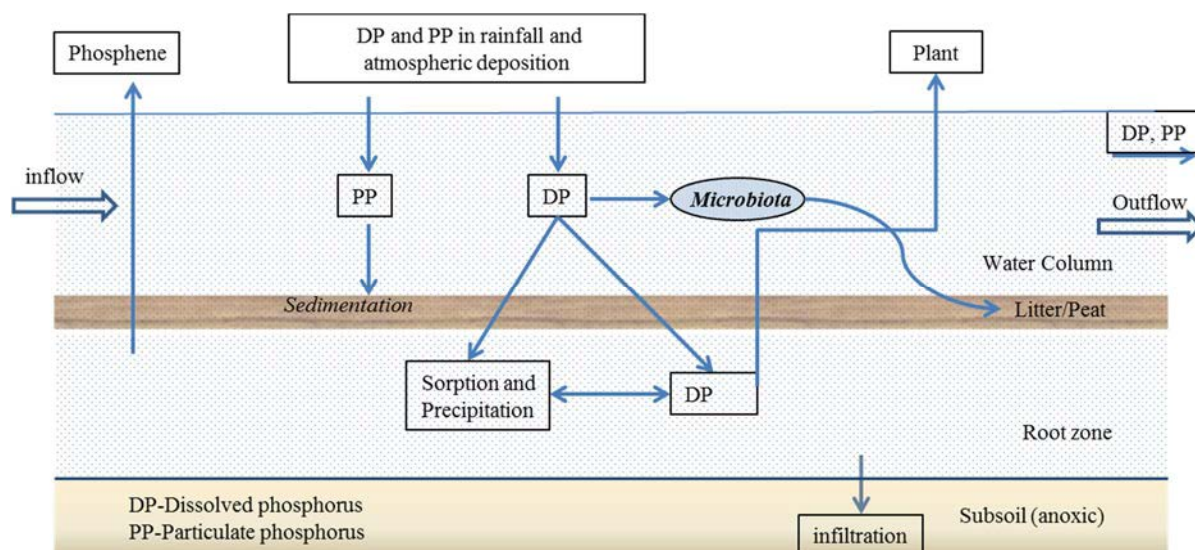 Phosphene
DP and PP in rainfall and
atmospheric deposition
Plant
DP, PP
inflow
PP
DP
Microbiota
Outflow
Water Column
Sedimentation
Litter/Peat
Sorption and
Precipitation
DP
Root zone
DP-Dissolved phosphorus
PP-Particulate phosphorus
infiltration
Subsoil (anoxic)